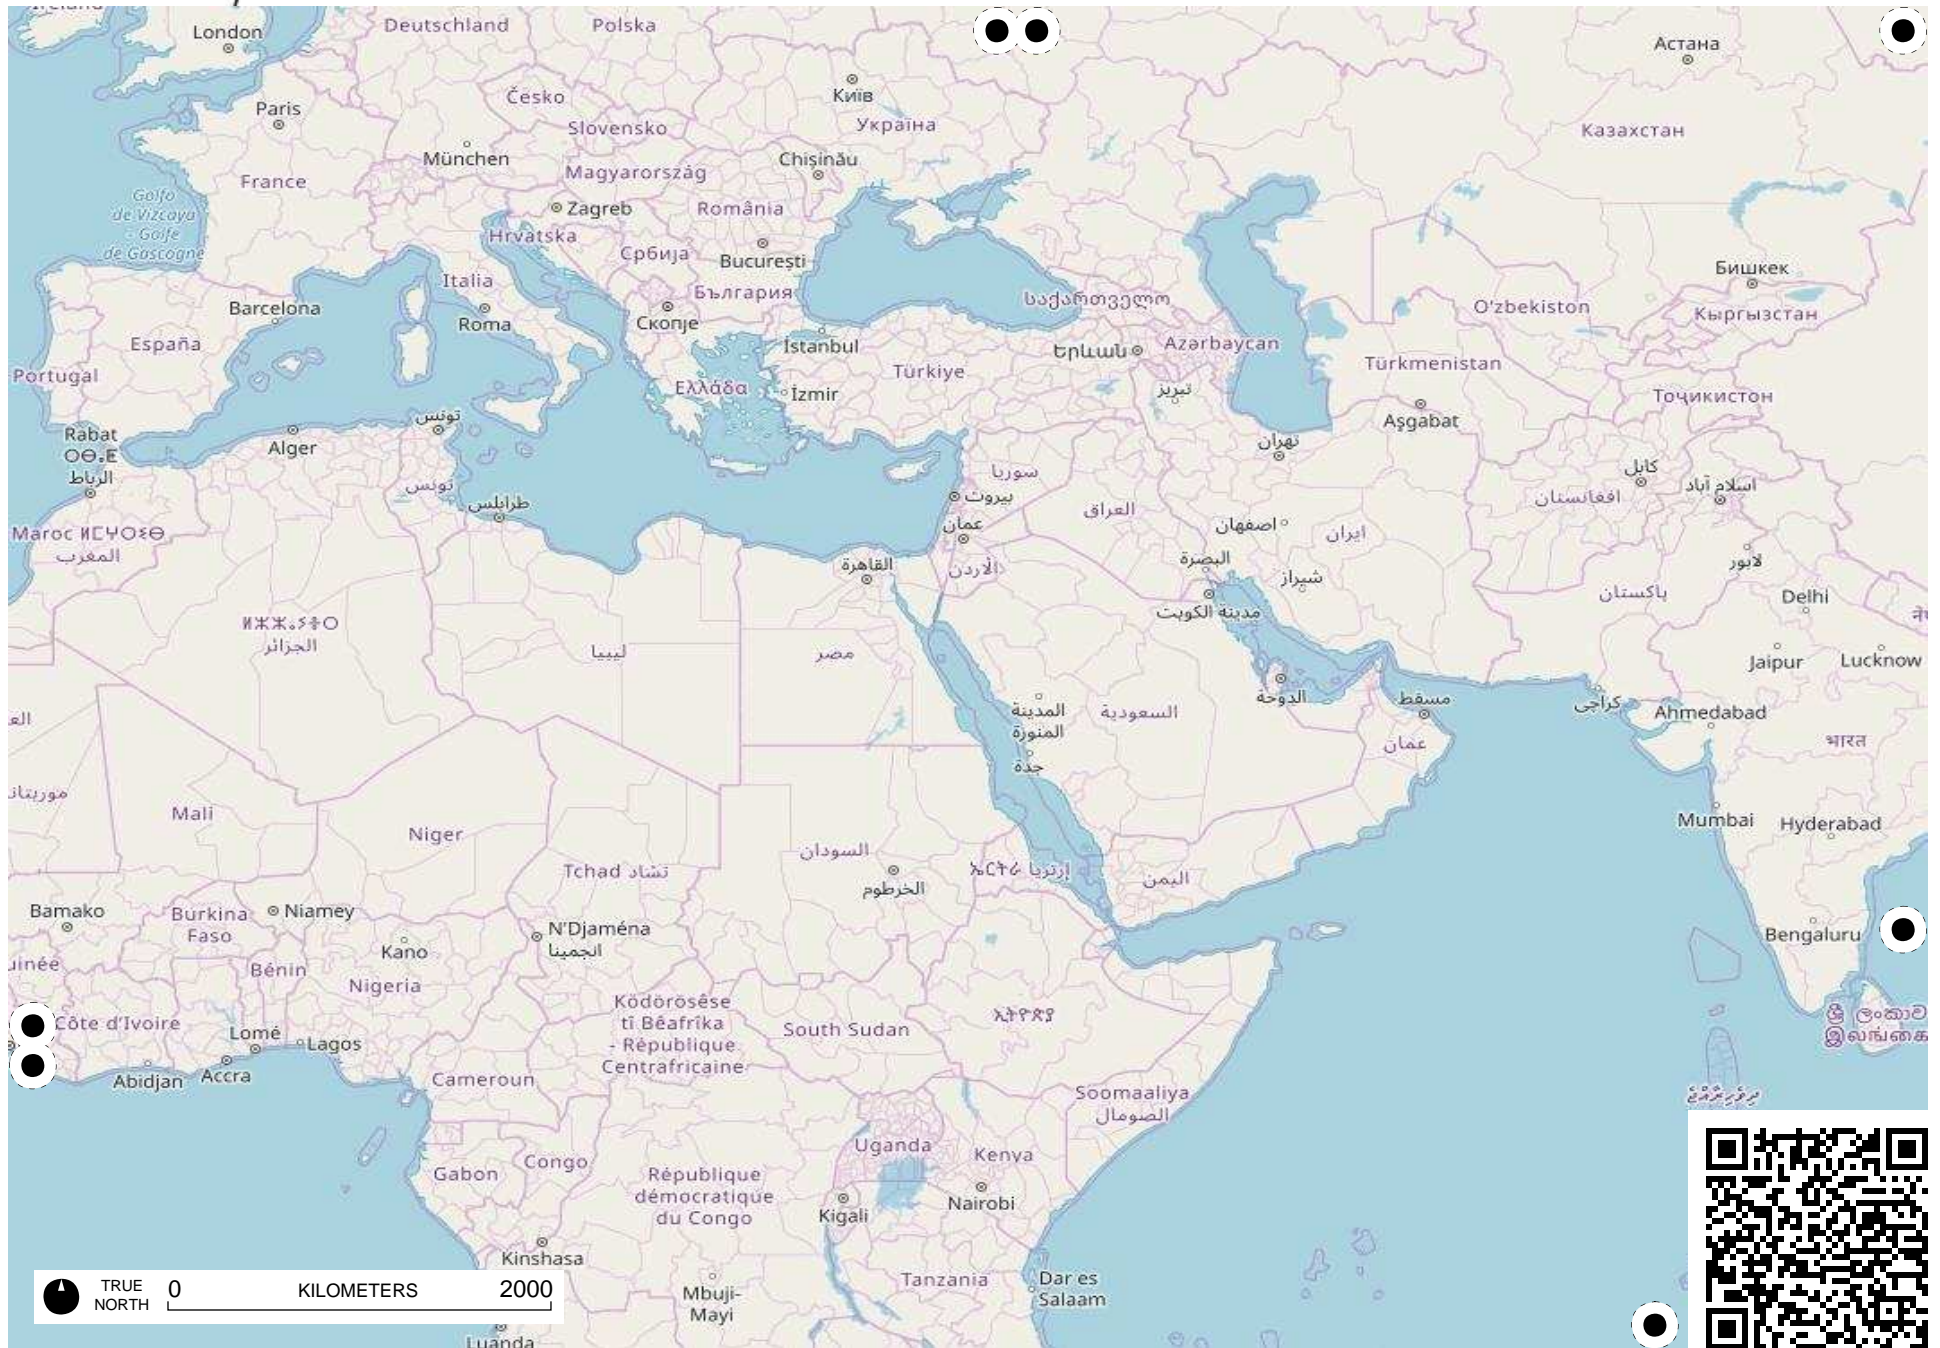 London
Deutschland
Polska
Астана
Česko
Київ
Paris
Україна
Slovensko
Казахстан
München
Chișinău
Magyarország
France
Golfo
de Vizcaya
- Golfe
de Gascogne
Zagreb
România
Hrvatska
Србија
București
Бишкек
Italia
България
საქართველო
O'zbekiston
Кыргызстан
Barcelona
Roma
Скопје
España
İstanbul
Երևան
Azərbaycan
Türkiye
Türkmenistan
Portugal
Ελλάδα
İzmir
تبریز
Тоҷикистон
تونس
Aşgabat
Rabat
ⵔⴱⴰⵟ
الرباط
Alger
تهران
سوريا
کابل
اسلام آباد
تونس
بيروت
افغانستان
طرابلس
العراق
عمان
اصفهان
ایران
المغرب
القاهرة
الأردن
البصرة
شیراز
لاہور
مدينة الكويت
پاکستان
Delhi
الجزائر
ليبيا
مصر
Jaipur
Lucknow
الدوحة
مسقط
کراچی
المدينة
المنورة
السعودية
Ahmedabad
عمان
भारत
جدة
Mali
Niger
Mumbai
Hyderabad
السودان
Tchad تشاد
ኤርትራ إرتريا
اليمن
الخرطوم
Bamako
Burkina
Faso
Niamey
N'Djaména
انجمينا
Kano
Bengaluru
Bénin
Nigeria
Ködörösêse
tî Bêafrîka
- République
Centrafricaine
ኢትዮጵያ
Côte d'Ivoire
Lomé
Lagos
South Sudan
Abidjan
Accra
Cameroun
Soomaaliya
الصومال
Uganda
Kenya
Gabon
Congo
République
démocratique
du Congo
Nairobi
Kigali
Kinshasa
Tanzania
Dar es
Salaam
Mbuji-
Mayi
TRUE
NORTH
0 KILOMETERS 2000
Luanda